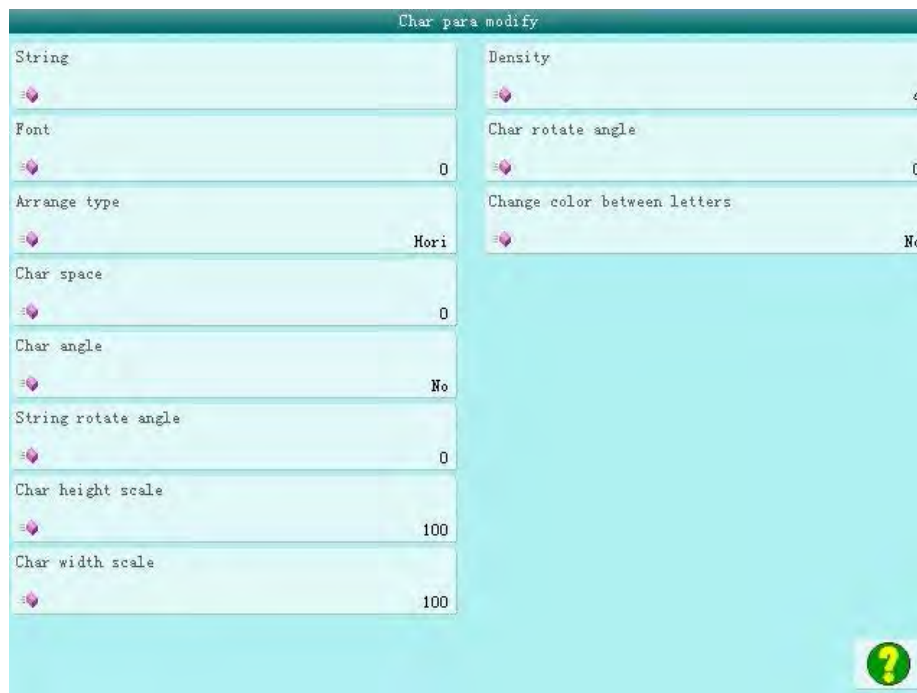 Char para modify
String
Font
0
Arrange type
Hori
Char space
0
Char angle
No
String rotate angle
0
Char height scale
100
Char width scale
100
Density
Char rotate angle
Change color between letters
?